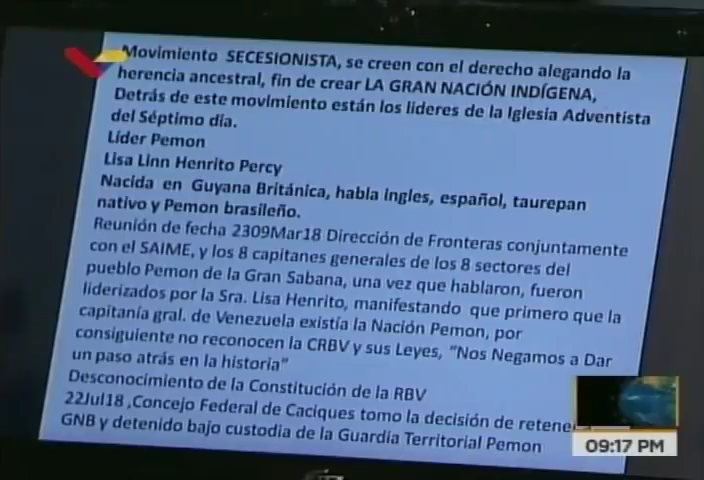 Movimiento SECESIONISTA, se creen con el derecho alegando la
herencia ancestral, fin de crear LA GRAN NACIÓN INDÍGENA,
Detrás de este movimiento están los lideres de la Iglesia Adventista
del Séptimo día.
Líder Pemon
Lisa Linn Henrito Percy
Nacida en Guyana Británica, habla ingles, español, taurepan
nativo y Pemon brasileño.
Reunión de fecha 2309Mar18 Dirección de Fronteras conjuntamente
con el SAIME, y los 8 capitanes generales de los 8 sectores del
pueblo Pemon de la Gran Sabana, una vez que hablaron, fueron
liderizados por la Sra. Lisa Henrito, manifestando que primero que la
capitanía gral. de Venezuela existía la Nación Pemon, por
consiguiente no reconocen la CRBV y sus Leyes, "Nos Negamos a Dar
un paso atrás en la historia"
Desconocimiento de la Constitución de la RBV
22Jul18 ,Concejo Federal de Caciques tomo la decisión de
GNB y detenido bajo custodia de la Guardia Territorial Pemon
09:17 PM